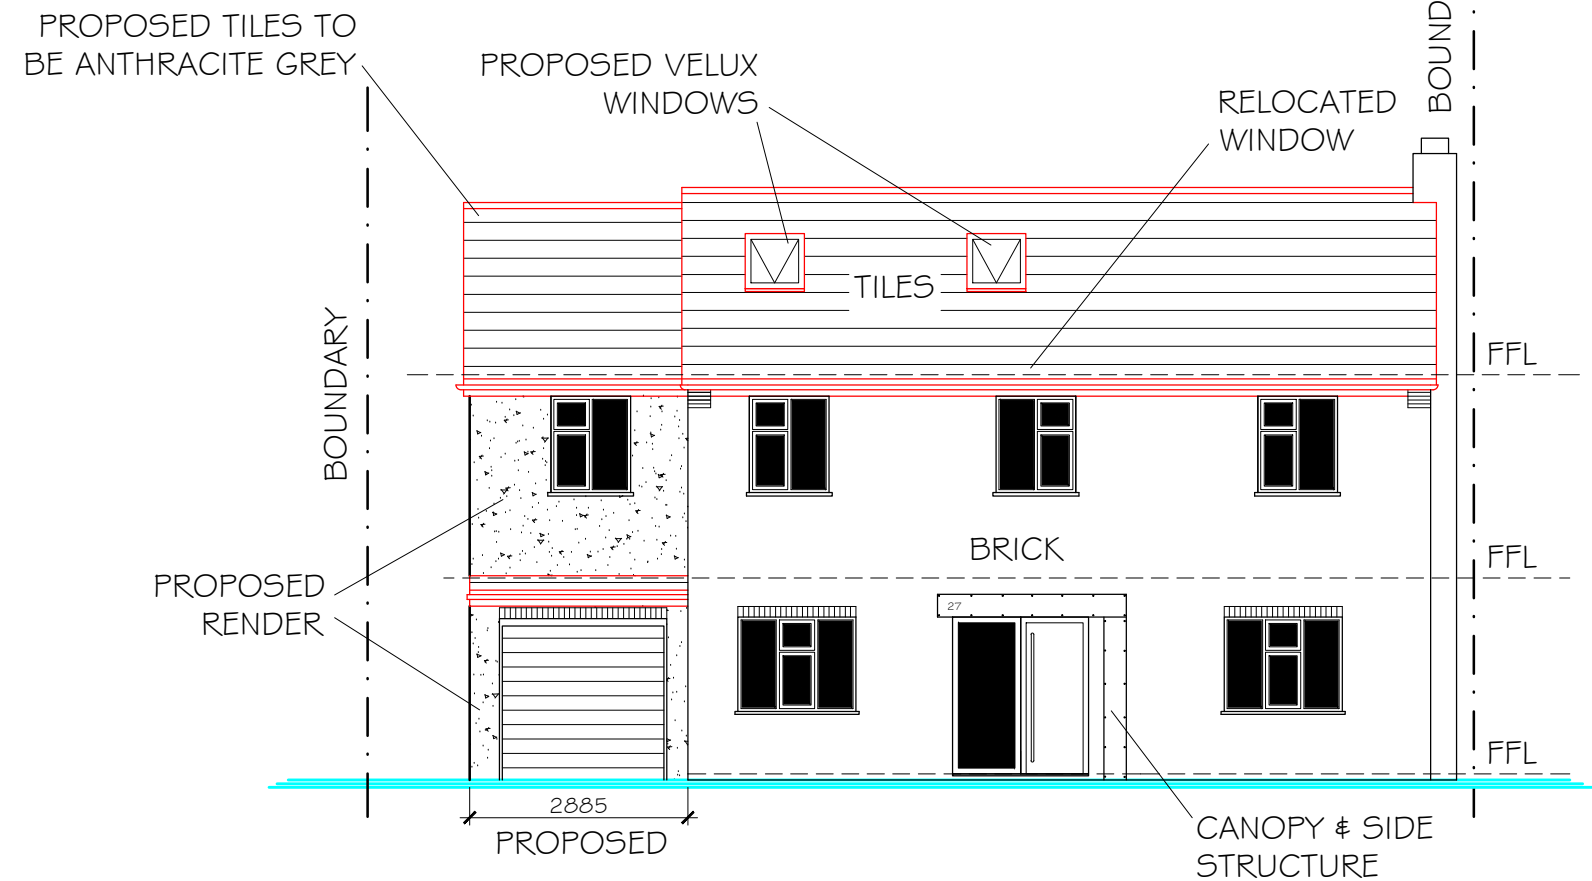 PROPOSED TILES TO
BE ANTHRACITE GREY
PROPOSED VELUX
WINDOWS
RELOCATED
WINDOW
BOUND
TILES
BOUNDARY
FFL
BRICK
FFL
PROPOSED
RENDER
27
FFL
2885
PROPOSED
CANOPY & SIDE
STRUCTURE